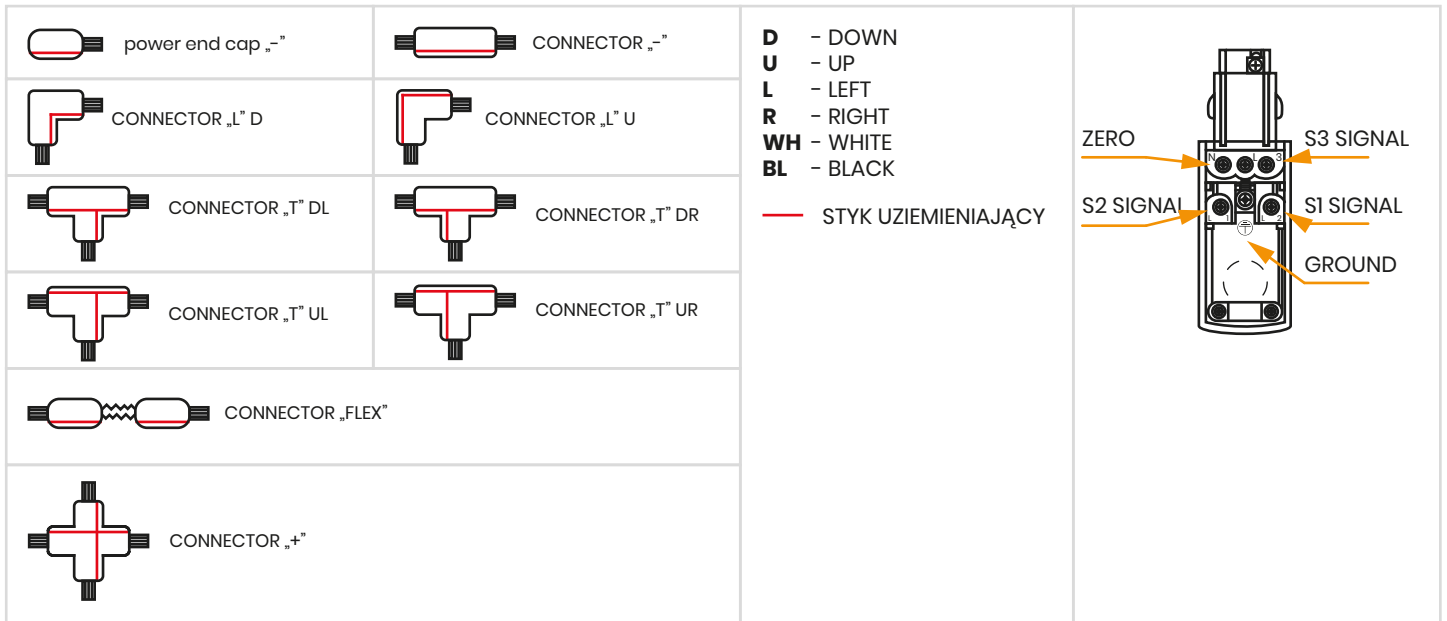 power end cap „-”
CONNECTOR „-”
CONNECTOR „L” D
CONNECTOR „L” U
CONNECTOR „T” DL
CONNECTOR „T” DR
CONNECTOR „T” UL
CONNECTOR „T” UR
CONNECTOR „FLEX”
CONNECTOR „+”
D - DOWN
U - UP
L - LEFT
R - RIGHT
WH - WHITE
BL - BLACK
STYK UZIEMIENIAJĄCY
ZERO
S3 SIGNAL
N L 3
S2 SIGNAL
S1 SIGNAL
L 1 L 2
GROUND